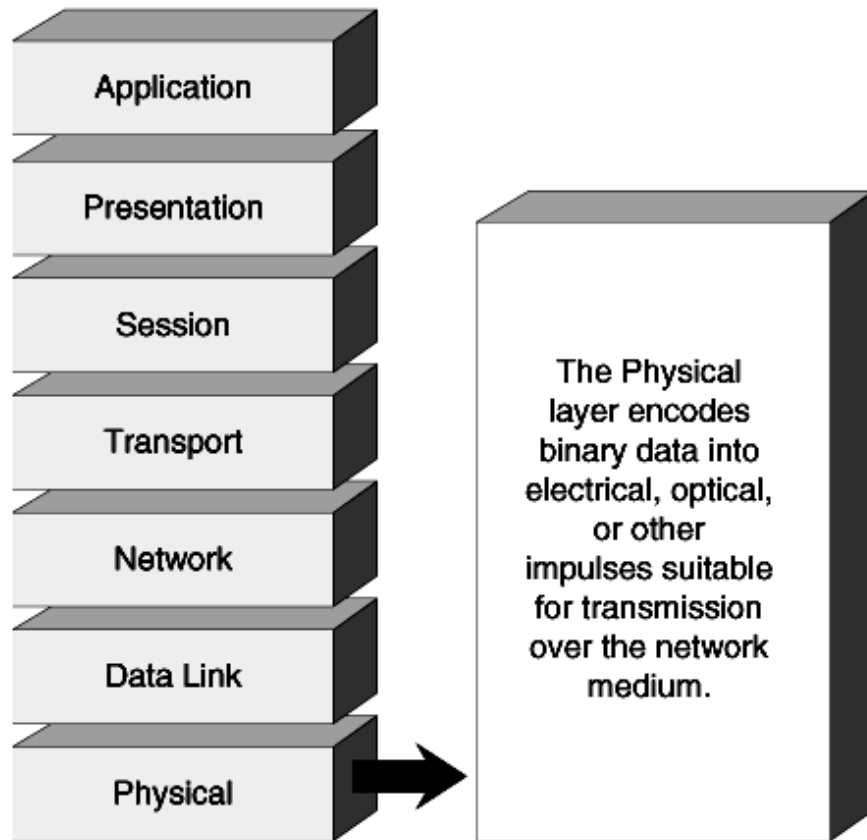 Application
Presentation
Session
Transport
Network
Data Link
Physical
The Physical
layer encodes
binary data into
electrical, optical,
or other
impulses suitable
for transmission
over the network
medium.